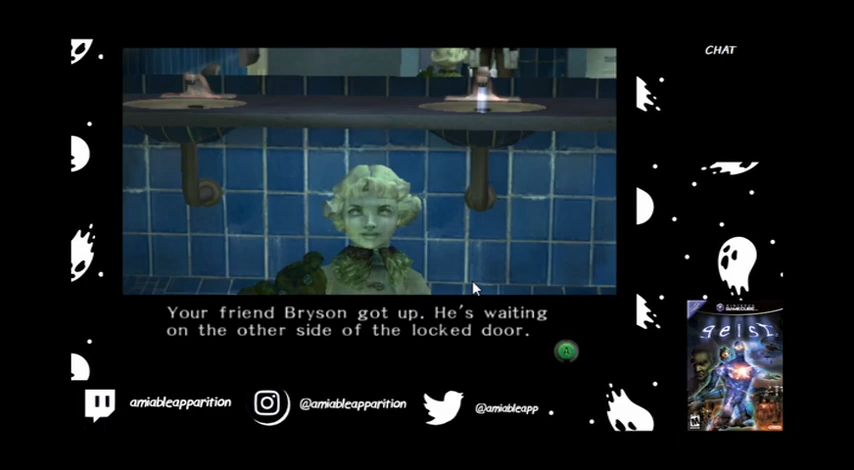 CHAT
Your friend Bryson got up. He's waiting
on the other side of the locked door.
A
NINTENDO
GAMECUBE
geist
M
amiableapparition
@amiableapparition
@amiableapp